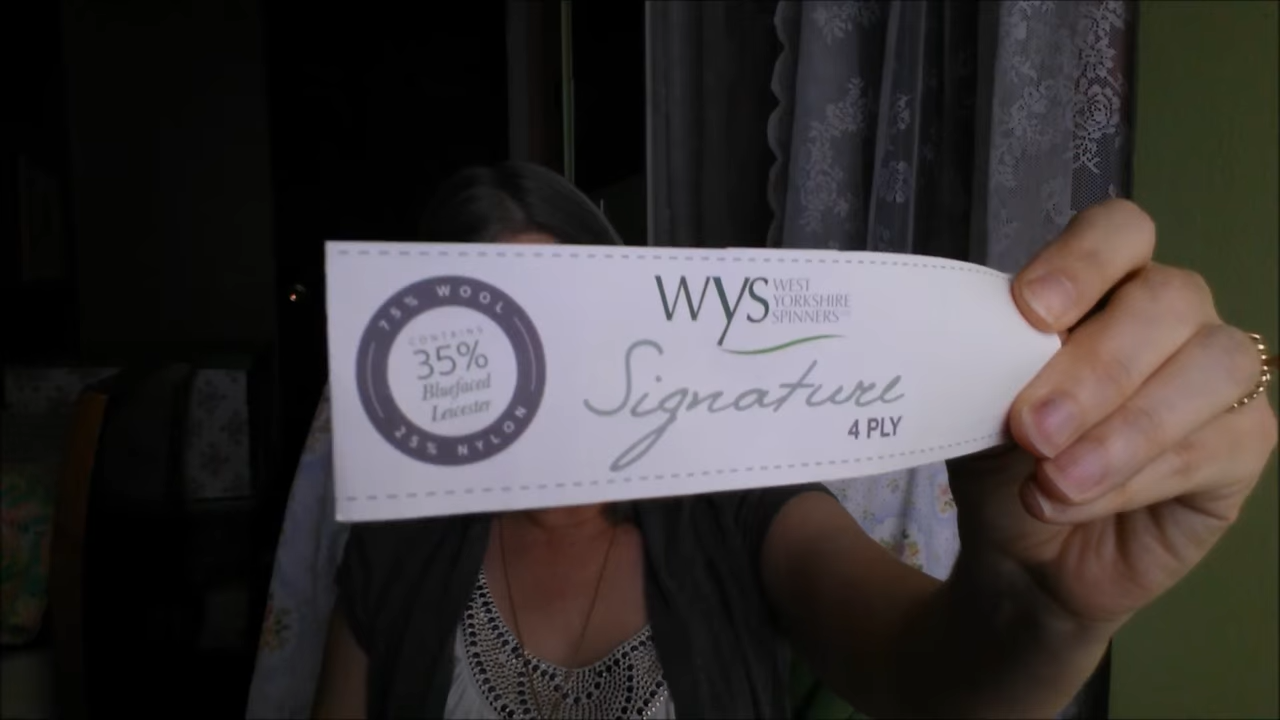 75% WOOL
CONTAINS
35%
Bluefaced
Leicester
25% NYLON
WYS WEST
YORKSHIRE
SPINNERS
Signature
4 PLY